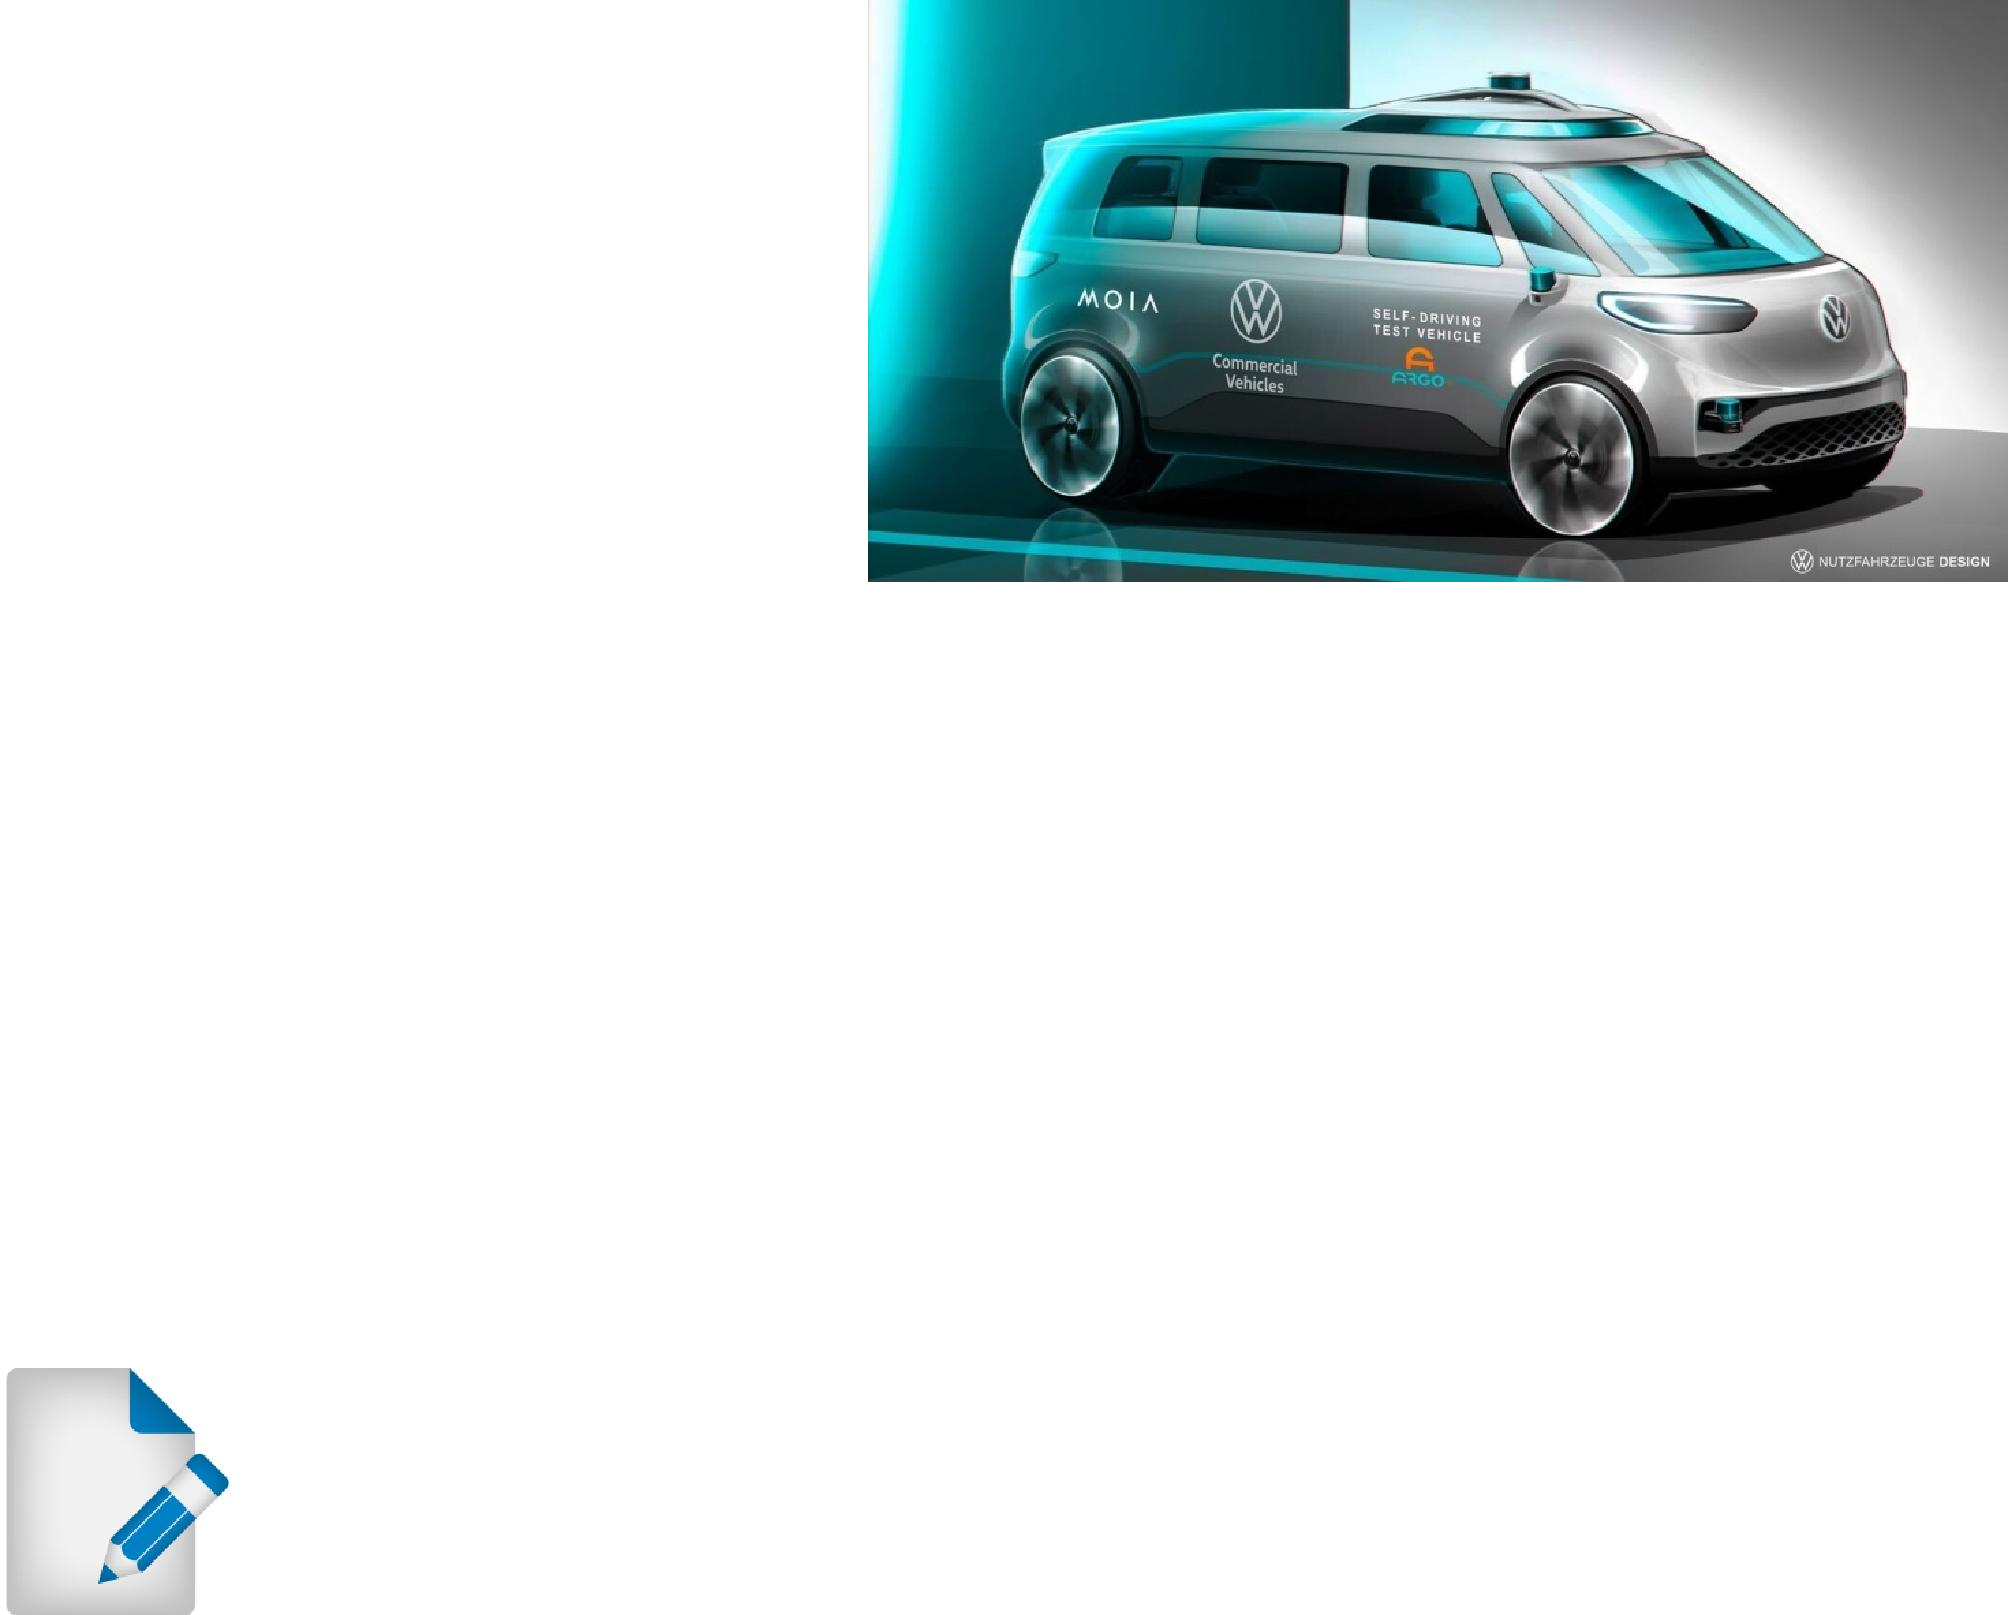 MOIA
Commercial
Vehicles
SELF-DRIVING
TEST VEHICLE
ARGO
NUTZFAHRZEUGE DESIGN